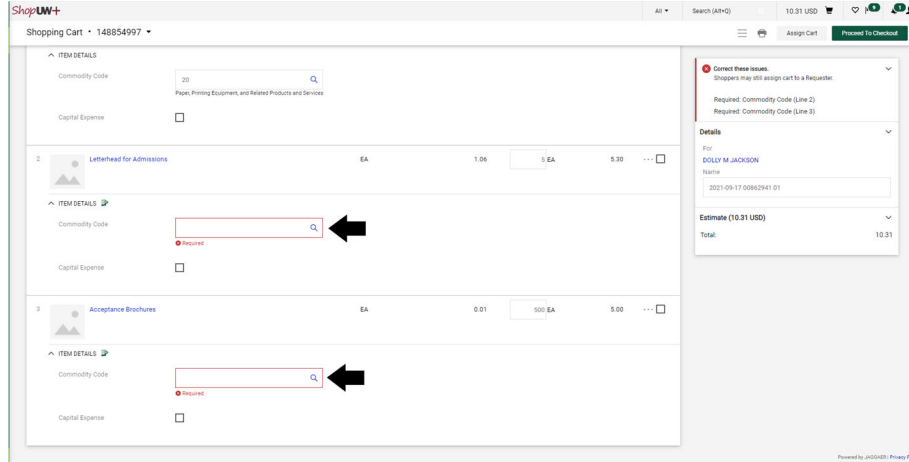 ShopUW+
All
Search (Alt+Q)
10.31 USD
9
Shopping Cart • 148854997
Assign Cart
Proceed To Checkout
ITEM DETAILS
Commodity Code
20
Paper, Printing Equipment, and Related Products and Services
Capital Expense
2 Letterhead for Admissions EA 1.06 5 EA 5.30 ...
ITEM DETAILS
Commodity Code
Required
Capital Expense
3 Acceptance Brochures EA 0.01 500 EA 5.00 ...
ITEM DETAILS
Commodity Code
Required
Capital Expense
Correct these issues.
Shoppers may still assign cart to a Requester.
Required: Commodity Code (Line 2)
Required: Commodity Code (Line 3)
Details
For
DOLLY M JACKSON
Name
2021-09-17 00862941 01
Estimate (10.31 USD)
Total: 10.31
Powered by JAGGAER | Privacy